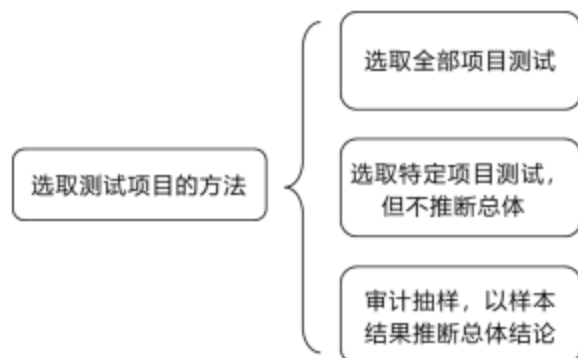 选取全部项目测试
选取测试项目的方法
选取特定项目测试，
但不推断总体
审计抽样，以样本
结果推断总体结论